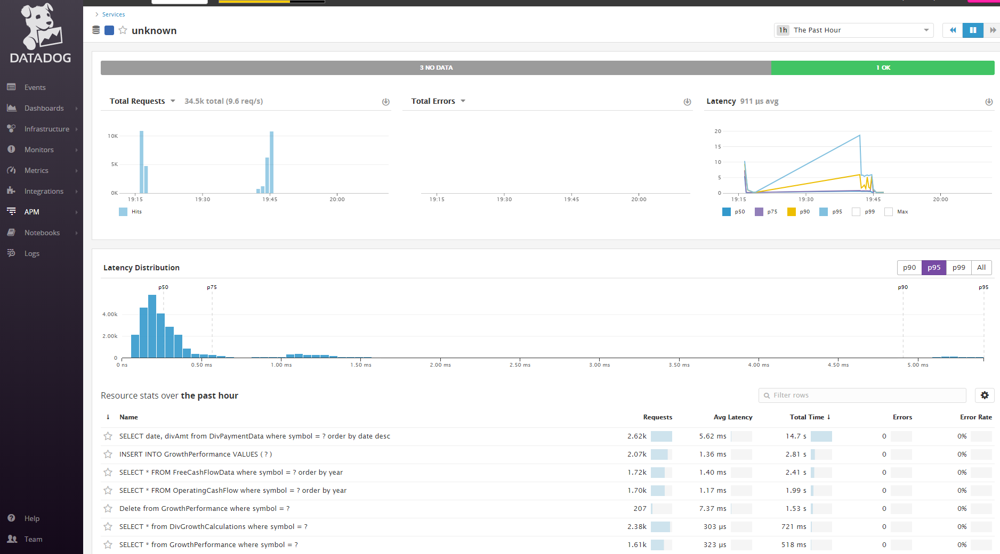 DATADOG
Events
Dashboards
Infrastructure
Monitors
Metrics
Integrations
APM
Notebooks
Logs
Help
Team
Services
unknown
1h The Past Hour
3 NO DATA 1 OK
Total Requests 34.5k total (9.6 req/s)
10K
5K
0K
19:15 19:30 19:45 20:00
Hits
Total Errors
19:15 19:30 19:45 20:00
Latency 911 µs avg
20
15
10
5
0
19:15 19:30 19:45 20:00
p50 p75 p90 p95 p99 Max
Latency Distribution
p90 p95 p99 All
p50 p75 p90 p95
4.00k
2.00k
0
0 ns 0.50 ms 1.00 ms 1.50 ms 2.00 ms 2.50 ms 3.00 ms 3.50 ms 4.00 ms 4.50 ms 5.00 ms
Resource stats over the past hour
Filter rows
↓ Name Requests Avg Latency Total Time ↓ Errors Error Rate
SELECT date, divAmt from DivPaymentData where symbol = ? order by date desc 2.62k 5.62 ms 14.7 s 0 0%
INSERT INTO GrowthPerformance VALUES ( ? ) 2.07k 1.36 ms 2.81 s 0 0%
SELECT * FROM FreeCashFlowData where symbol = ? order by year 1.72k 1.40 ms 2.41 s 0 0%
SELECT * FROM OperatingCashFlow where symbol = ? order by year 1.70k 1.17 ms 1.99 s 0 0%
Delete from GrowthPerformance where symbol = ? 207 7.37 ms 1.53 s 0 0%
SELECT * from DivGrowthCalculations where symbol = ? 2.38k 303 µs 721 ms 0 0%
SELECT * from GrowthPerformance where symbol = ? 1.61k 323 µs 518 ms 0 0%